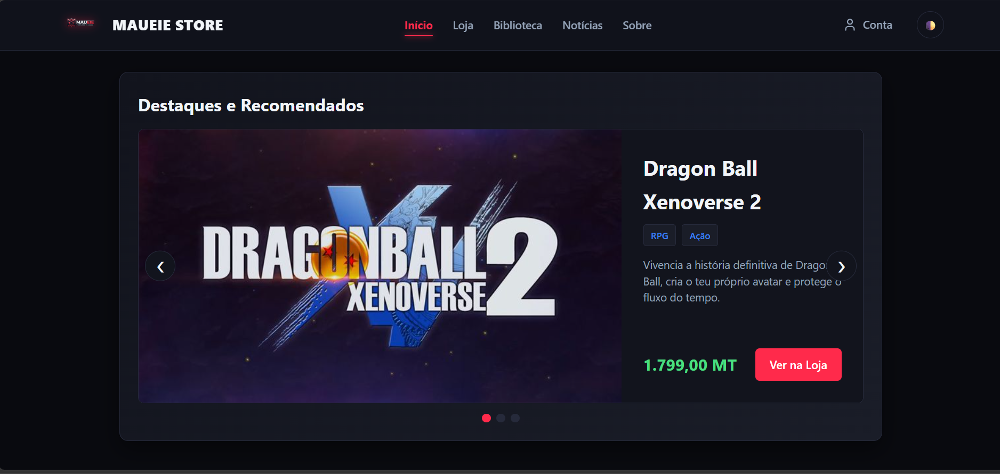 MAUEIE
MAUEIE STORE
Início
Loja
Biblioteca
Notícias
Sobre
Conta
Destaques e Recomendados
DRAGONBALL 2
XENOVERSE
Dragon Ball
Xenoverse 2
RPG
Ação
Vivencia a história definitiva de Drago
Ball, cria o teu próprio avatar e protege o
fluxo do tempo.
1.799,00 MT
Ver na Loja